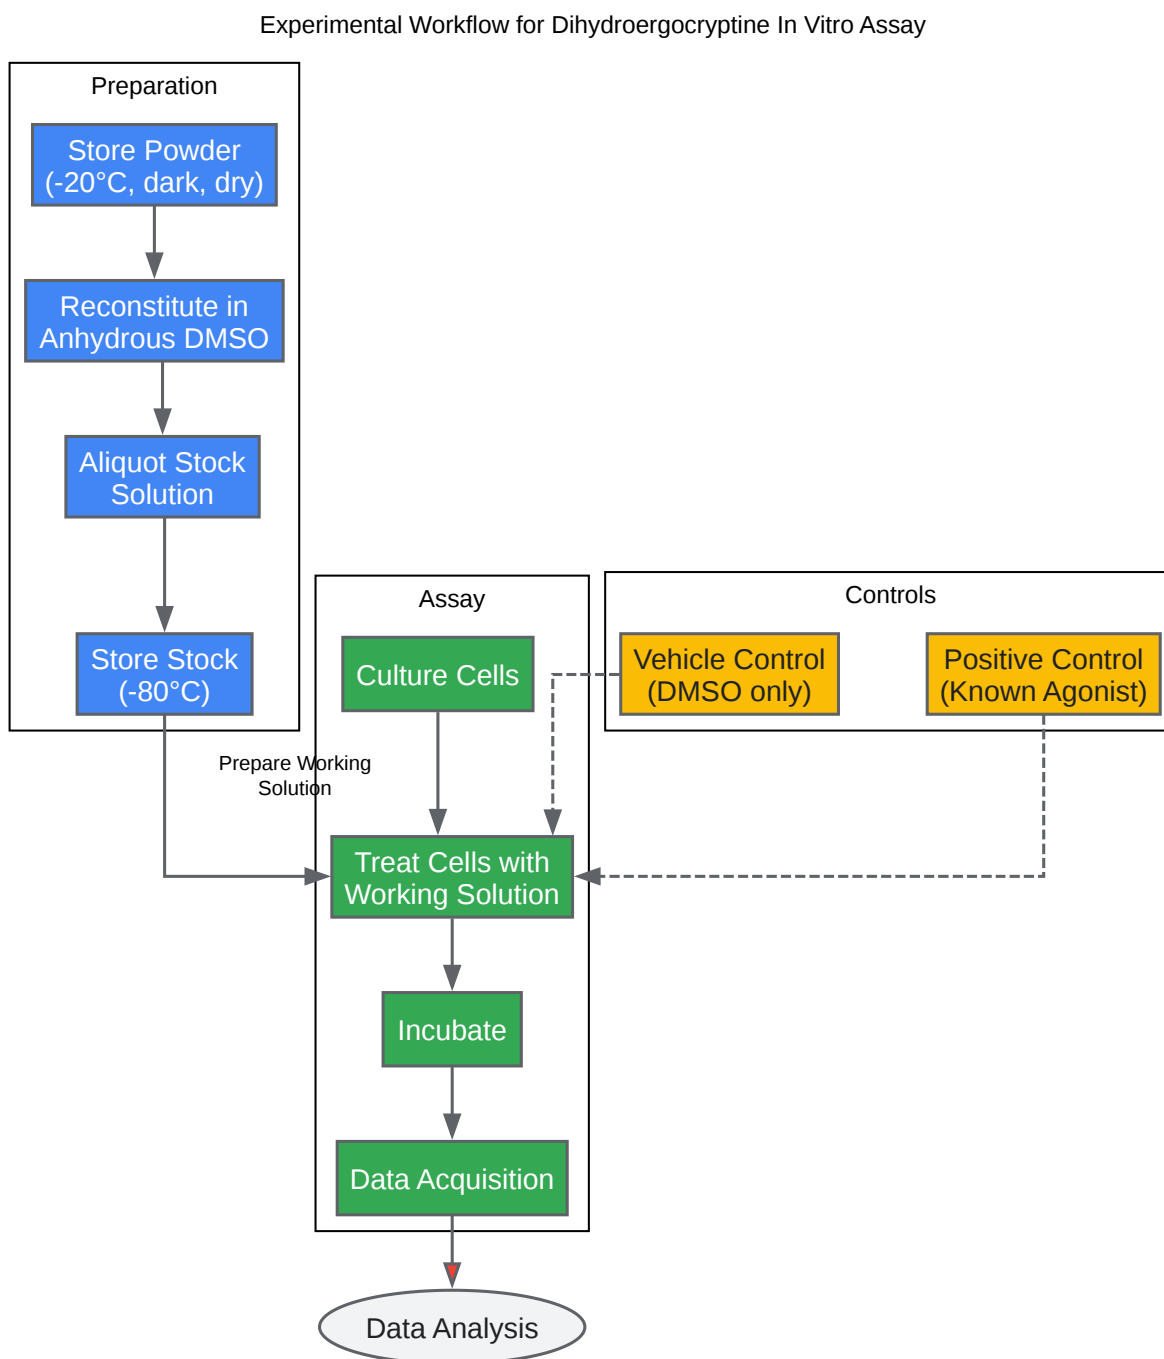 Experimental Workflow for Dihydroergocryptine In Vitro Assay
Preparation
Store Powder
(-20°C, dark, dry)
Reconstitute in
Anhydrous DMSO
Aliquot Stock
Solution
Store Stock
(-80°C)
Prepare Working
Solution
Assay
Culture Cells
Treat Cells with
Working Solution
Incubate
Data Acquisition
Controls
Vehicle Control
(DMSO only)
Positive Control
(Known Agonist)
Data Analysis